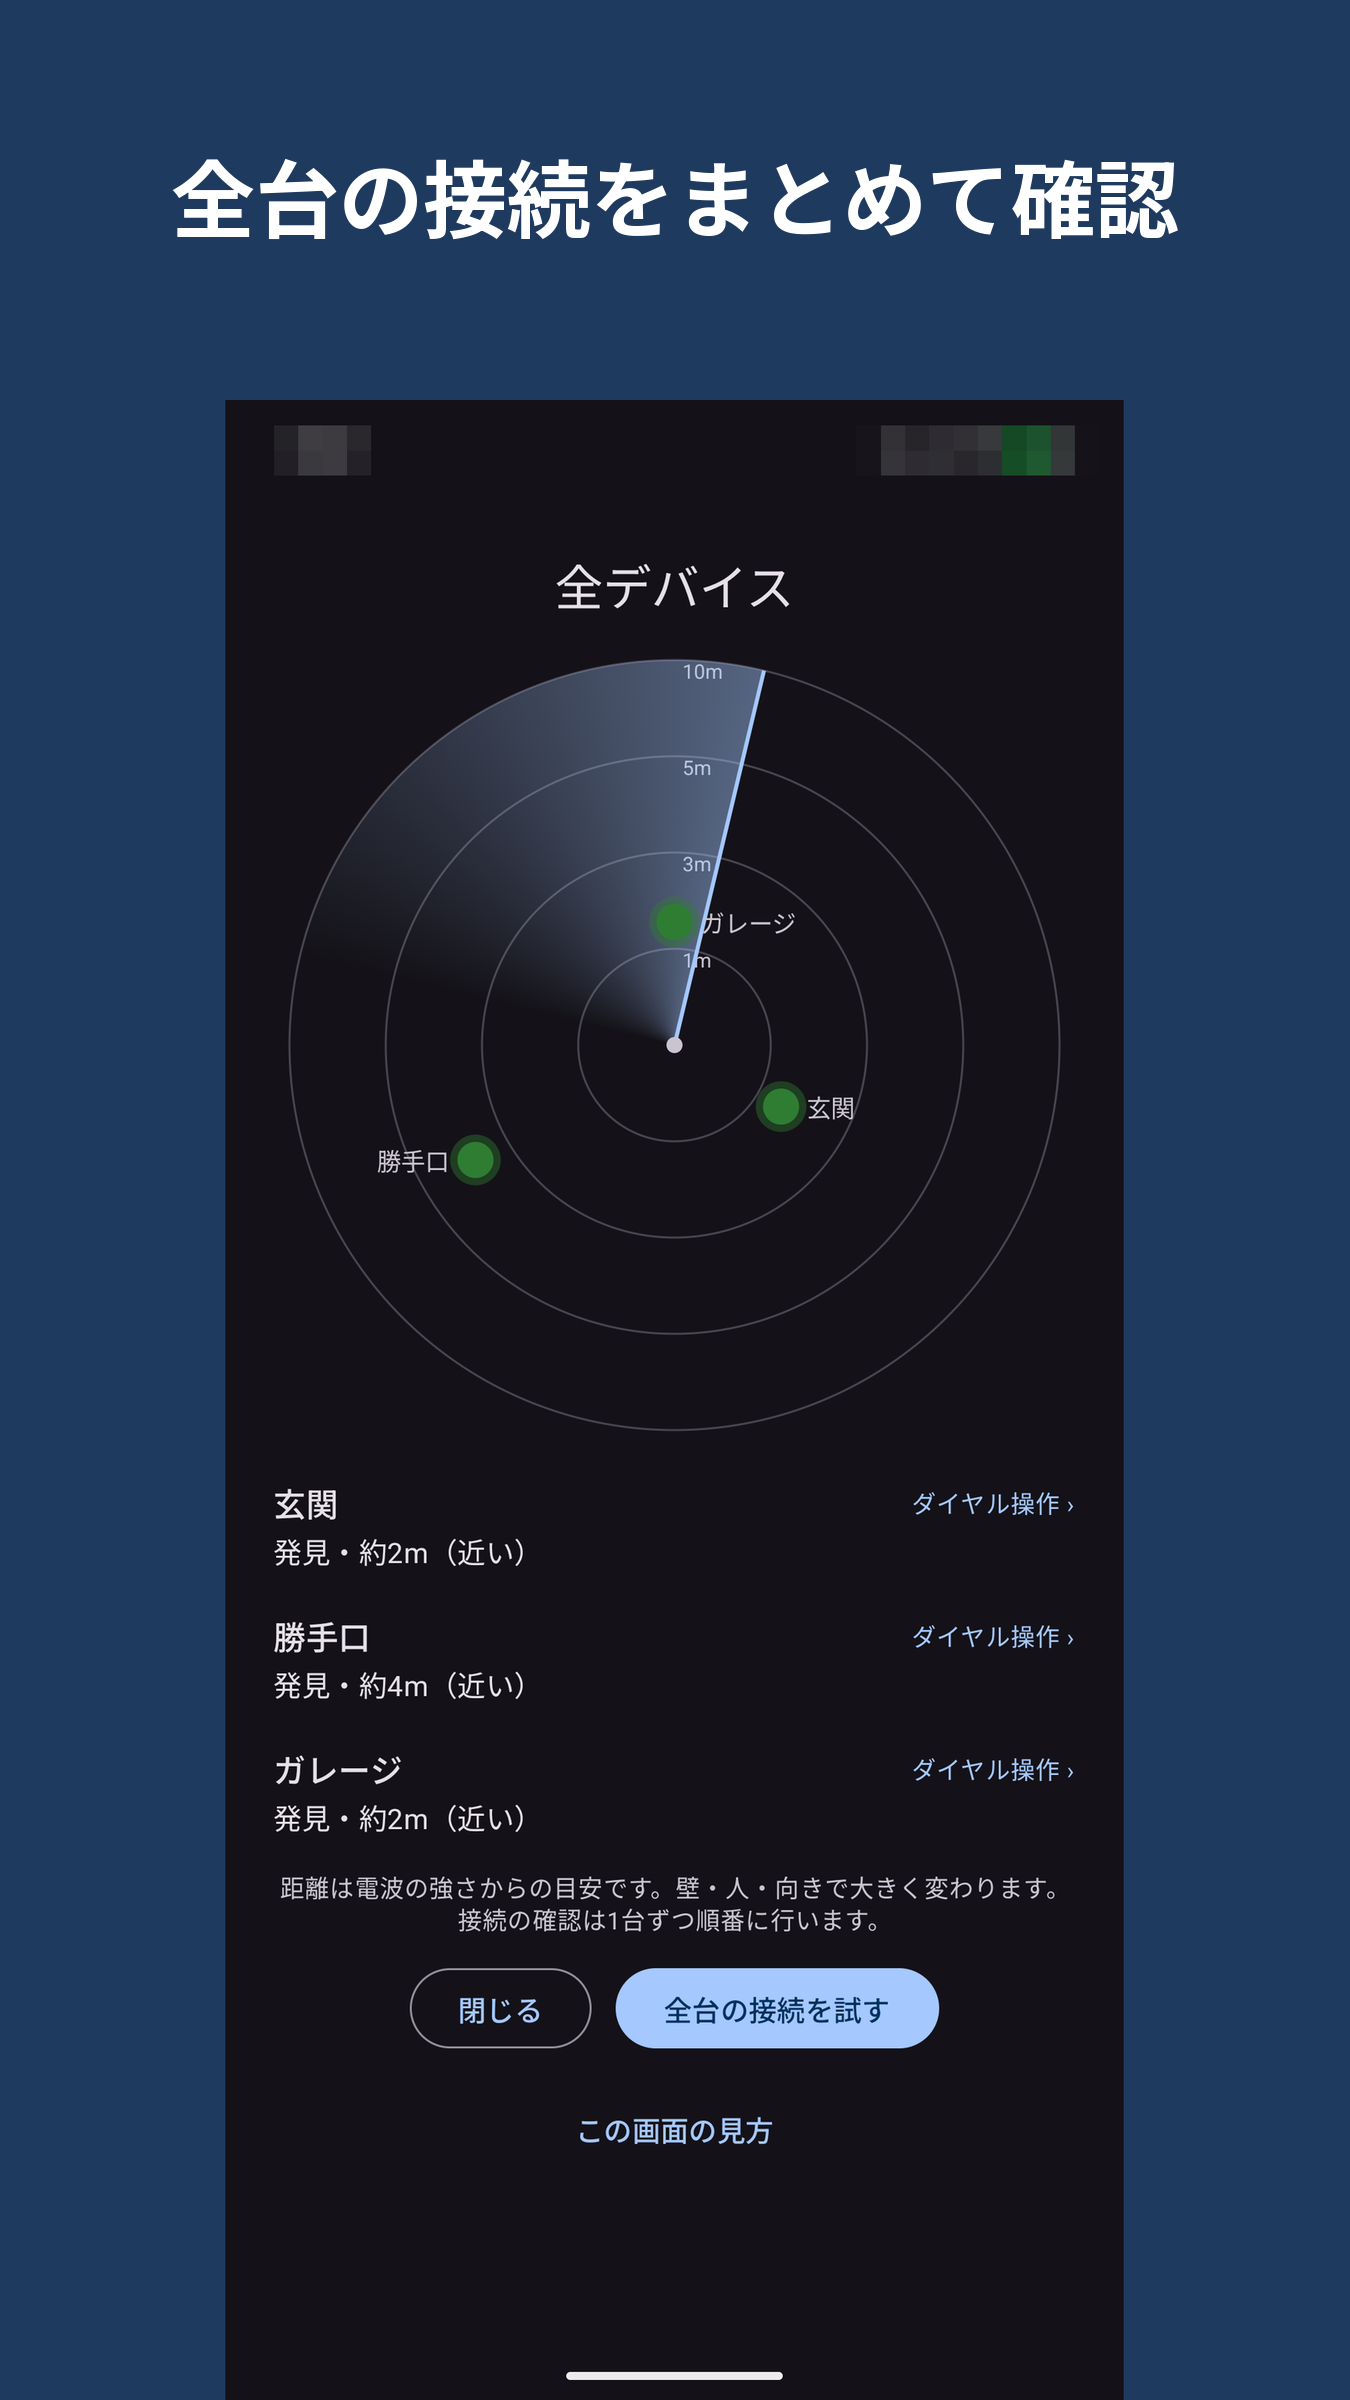 全台の接続をまとめて確認
全デバイス
10m
5m
3m
ガレージ
1m
玄関
勝手口
玄関
ダイヤル操作 ›
発見・約2m（近い）
勝手口
ダイヤル操作 ›
発見・約4m（近い）
ガレージ
ダイヤル操作 ›
発見・約2m（近い）
距離は電波の強さからの目安です。壁・人・向きで大きく変わります。
接続の確認は1台ずつ順番に行います。
閉じる
全台の接続を試す
この画面の見方